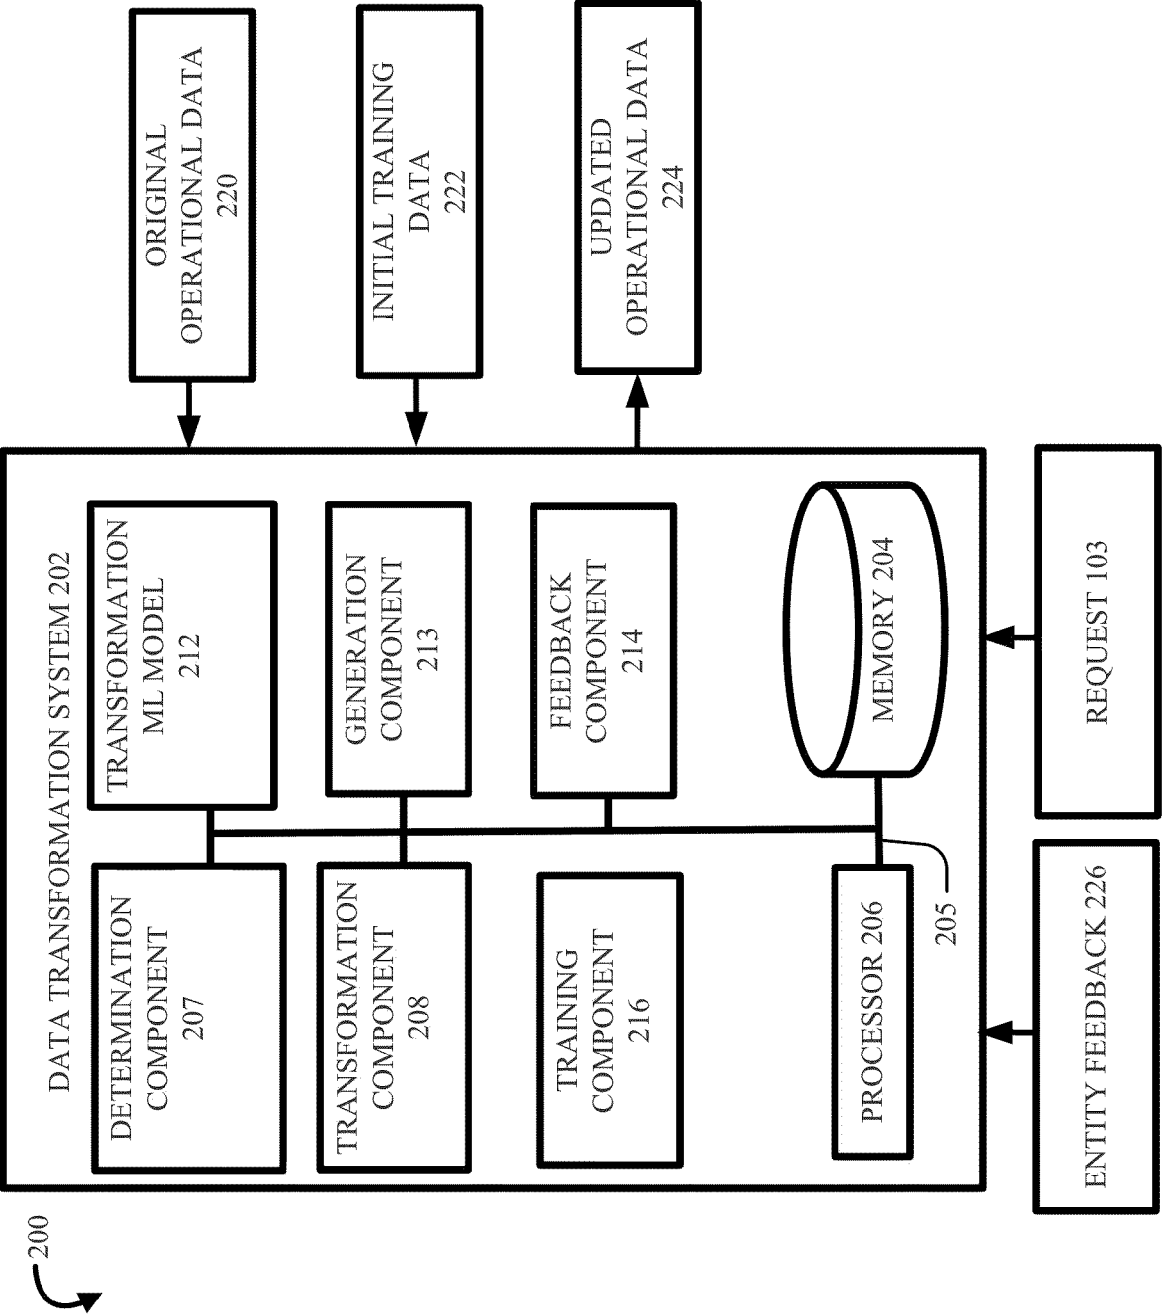 200
DATA TRANSFORMATION SYSTEM 202
DETERMINATION
COMPONENT
207
TRANSFORMATION
ML MODEL
212
TRANSFORMATION
COMPONENT
208
GENERATION
COMPONENT
213
TRAINING
COMPONENT
216
FEEDBACK
COMPONENT
214
PROCESSOR 206
205
MEMORY 204
ORIGINAL
OPERATIONAL DATA
220
INITIAL TRAINING
DATA
222
UPDATED
OPERATIONAL DATA
224
ENTITY FEEDBACK 226
REQUEST 103